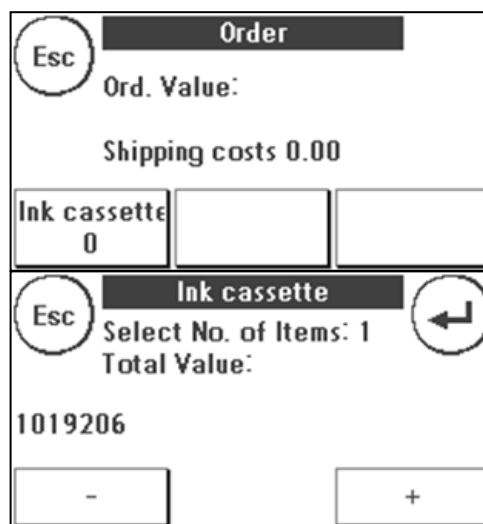 Order
Esc
Ord. Value:
Shipping costs 0.00
Ink cassette
0
Ink cassette
Esc
Select No. of Items: 1
Total Value:
1019206
- +